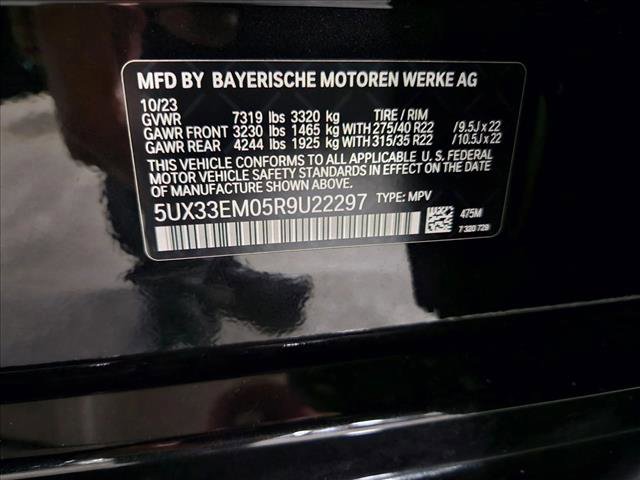 MFD BY BAYERISCHE MOTOREN WERKE AG
10/23
GVWR 7319 lbs 3320 kg TIRE / RIM
GAWR FRONT 3230 lbs 1465 kg WITH 275/40 R22 /9.5J x 22
GAWR REAR 4244 lbs 1925 kg WITH 315/35 R22 /10.5J x 22
THIS VEHICLE CONFORMS TO ALL APPLICABLE U. S. FEDERAL
MOTOR VEHICLE SAFETY STANDARDS IN EFFECT ON THE DATE
OF MANUFACTURE SHOWN ABOVE.
5UX33EM05R9U22297 TYPE: MPV
475M
7 320 729